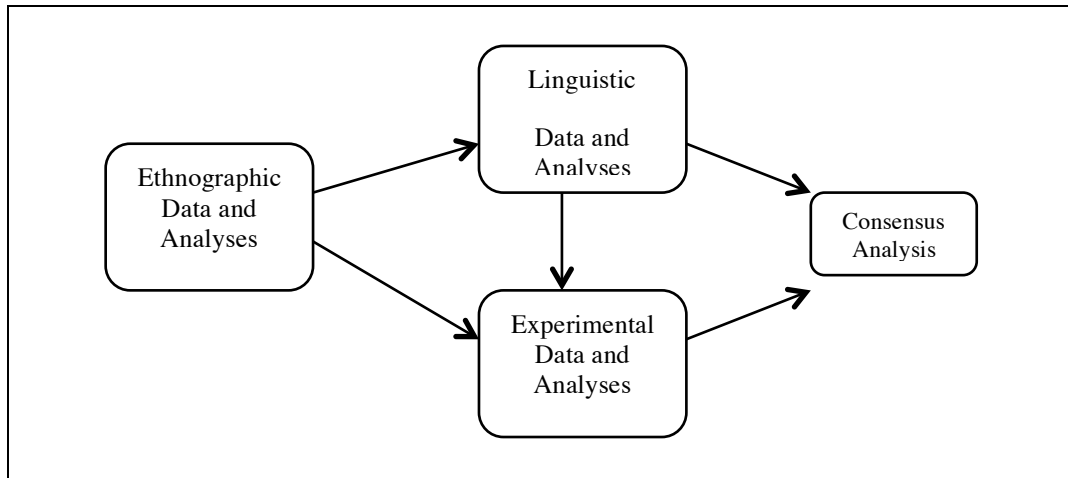 Linguistic
Data and
Analyses
Ethnographic
Data and
Analyses
Consensus
Analysis
Experimental
Data and
Analyses